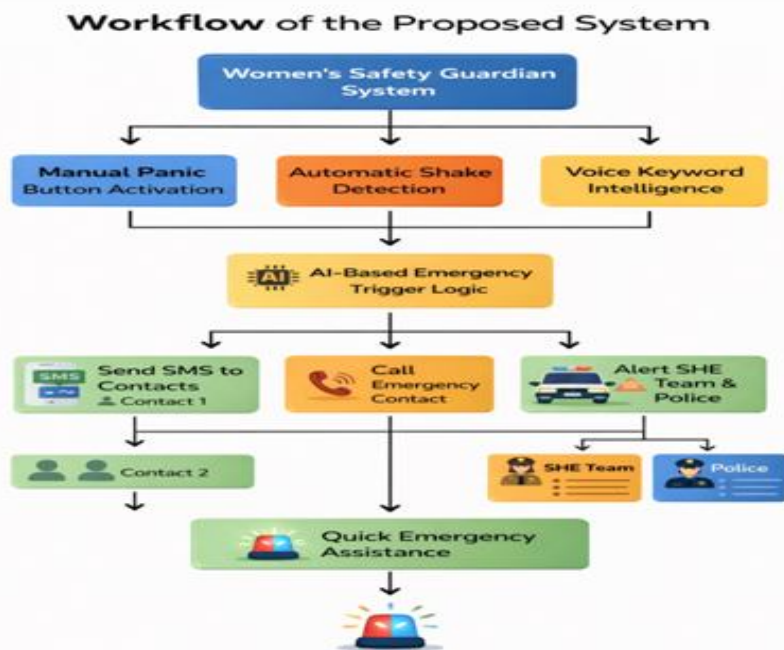 Workflow of the Proposed System
Women's Safety Guardian
System
Manual Panic
Button Activation
Automatic Shake
Detection
Voice Keyword
Intelligence
AI
AI-Based Emergency
Trigger Logic
SMS
Send SMS to
Contacts
Contact 1
Call
Emergency
Contact
Alert SHE
Team &
Police
Contact 2
SHE Team
Police
Quick Emergency
Assistance